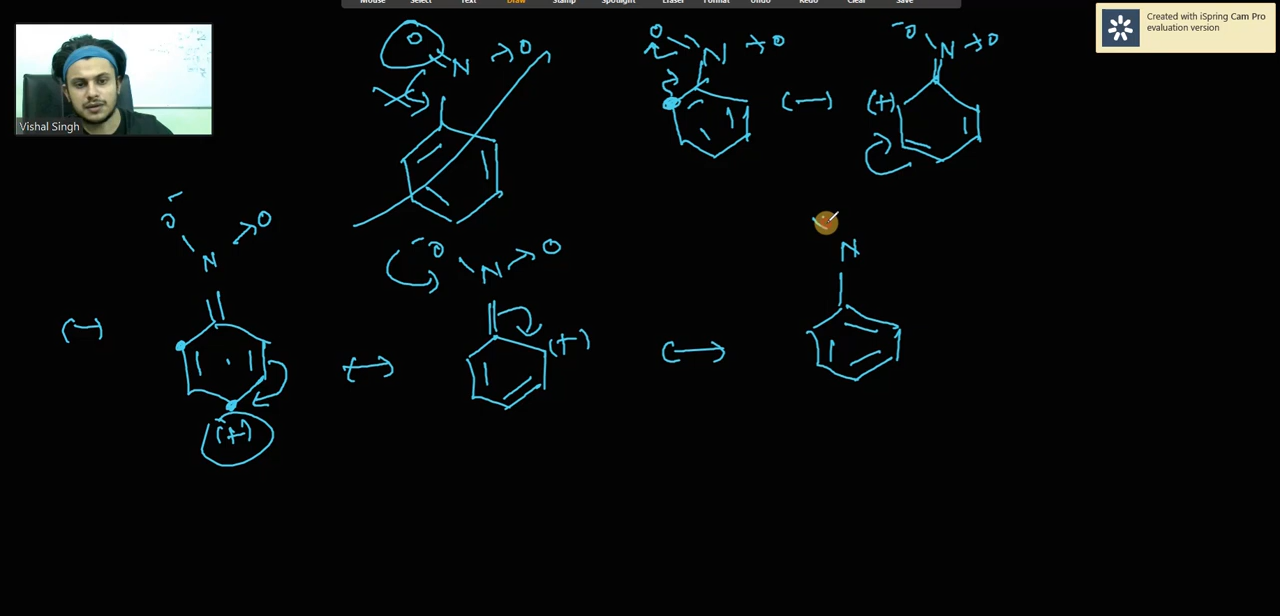 Mouse Select Text Draw Stamp Spotlight Eraser Format Undo Redo Clear Save
Created with iSpring Cam Pro
evaluation version
Vishal Singh
O
N → O
O
N → O
(+)
⁻O
N → O
⁻
O
N
→ O
(+)
⁻O
N → O
(+)
N